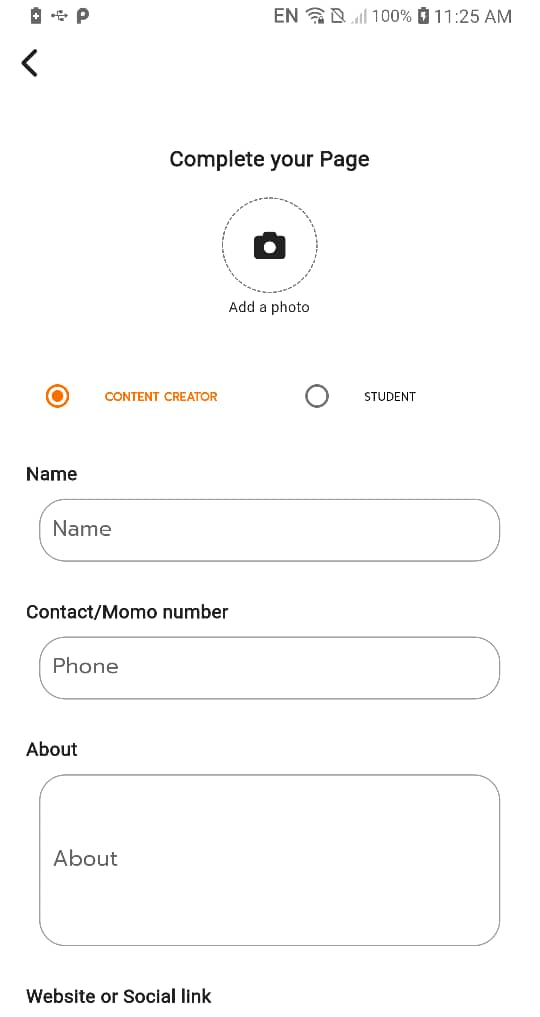 EN 100% 11:25 AM
Complete your Page
Add a photo
CONTENT CREATOR STUDENT
Name
Name
Contact/Momo number
Phone
About
About
Website or Social link